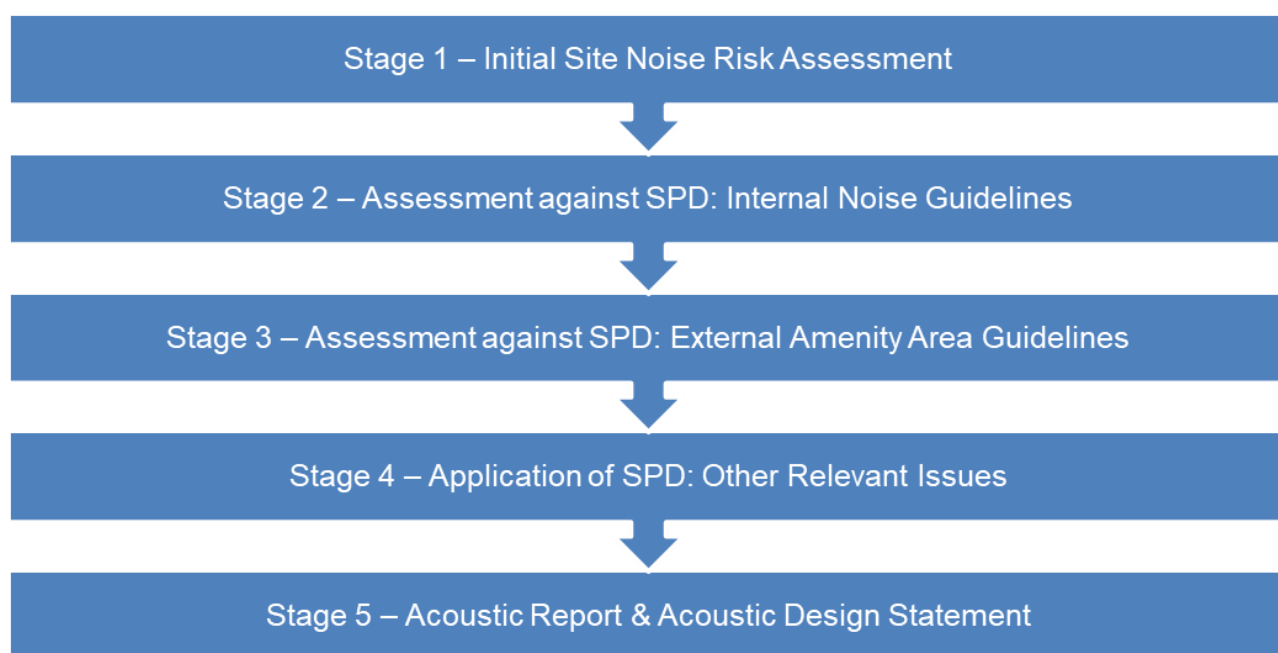 Stage 1 – Initial Site Noise Risk Assessment
Stage 2 – Assessment against SPD: Internal Noise Guidelines
Stage 3 – Assessment against SPD: External Amenity Area Guidelines
Stage 4 – Application of SPD: Other Relevant Issues
Stage 5 – Acoustic Report & Acoustic Design Statement